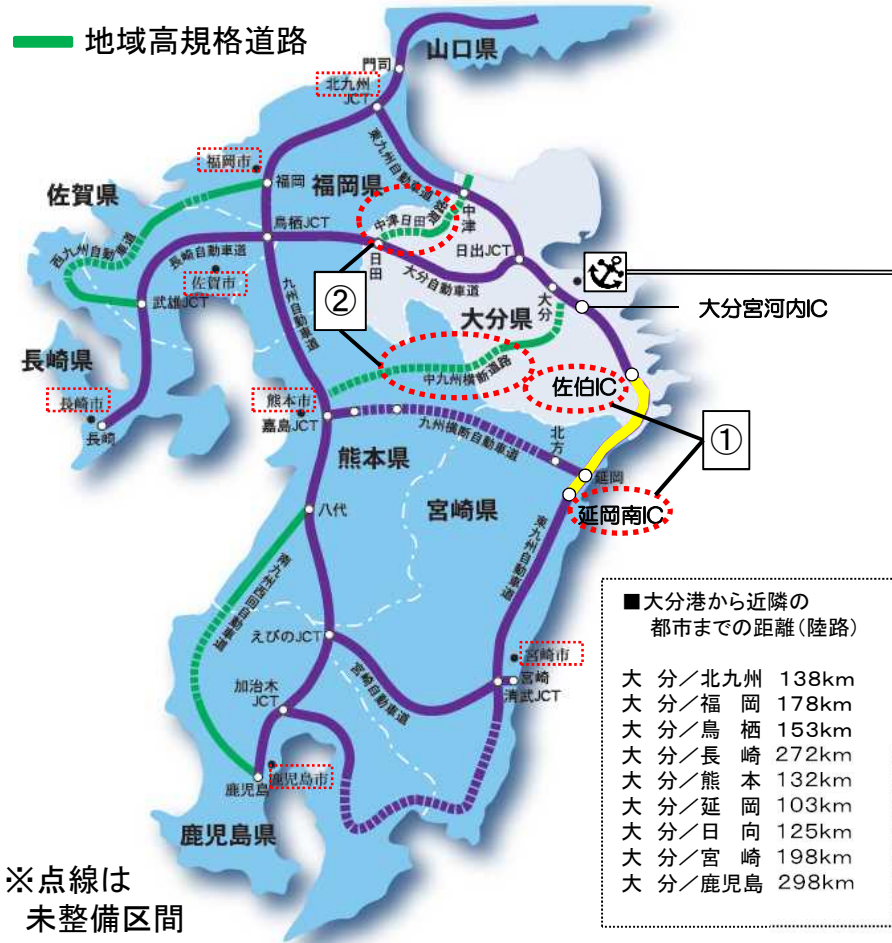 地域高規格道路
山口県
門司
北九州
JCT
東九州自動車道
福岡市
福岡
福岡県
佐賀県
中津日田
道路
中津
西九州自動車道
長崎自動車道
鳥栖JCT
日田
日出JCT
佐賀市
大分自動車道
大分
②
九州自動車道
武雄JCT
大分県
大分宮河内IC
長崎県
中九州横断道路
佐伯IC
長崎市
長崎
熊本市
嘉島JCT
九州横断自動車道
北方
①
延岡
熊本県
宮崎県
延岡南IC
八代
東九州自動車道
南九州西回自動車道
えびのJCT
宮崎自動車道
宮崎市
宮崎
清武JCT
加治木
JCT
鹿児島市
鹿児島
鹿児島県
■大分港から近隣の
都市までの距離(陸路)
大 分/北九州 138km
大 分/福 岡 178km
大 分/鳥 栖 153km
大 分/長 崎 272km
大 分/熊 本 132km
大 分/延 岡 103km
大 分/日 向 125km
大 分/宮 崎 198km
大 分/鹿児島 298km
※点線は
未整備区間